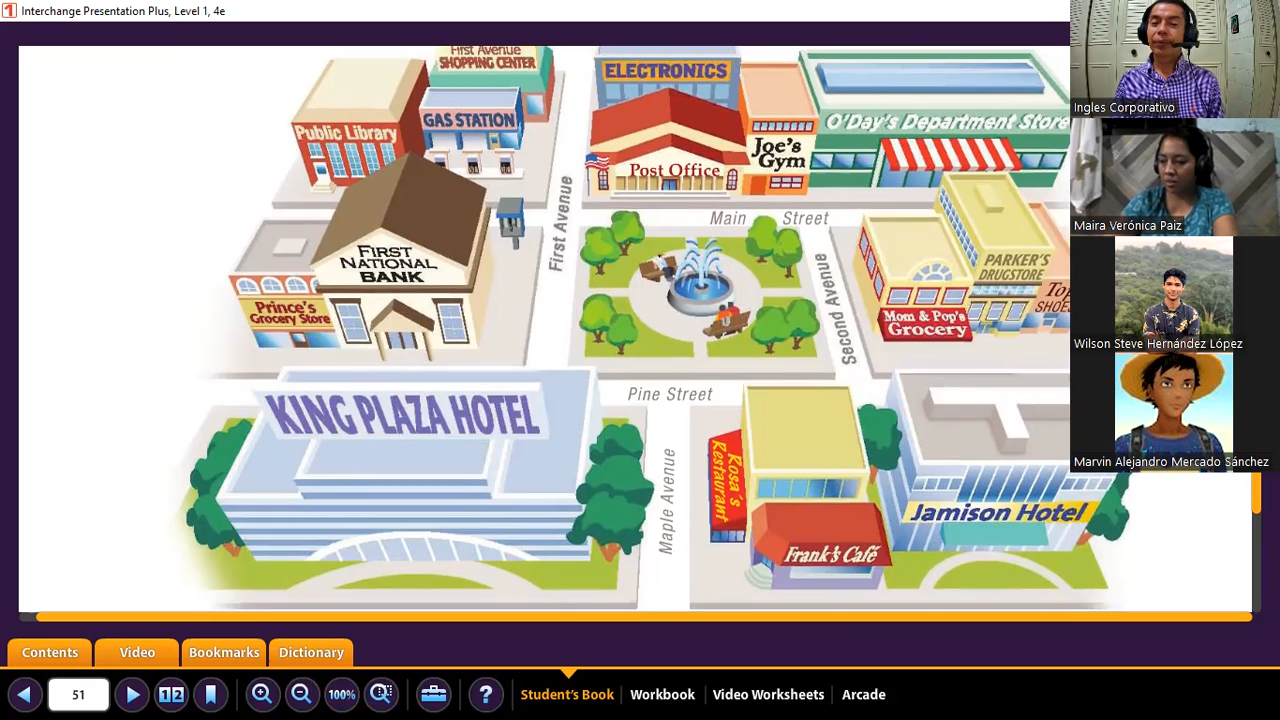 Interchange Presentation Plus, Level 1, 4e
First Avenue
SHOPPING CENTER
ELECTRONICS
Public Library
GAS STATION
Post Office
Joe's
Gym
O'Day's Department Store
First Avenue
Main Street
FIRST
NATIONAL
BANK
Prince's
Grocery Store
Second Avenue
Mom & Pop's
Grocery
PARKER'S
DRUGSTORE
SHOES
KING PLAZA HOTEL
Pine Street
Maple Avenue
Rosa's
Restaurant
Frank's Café
Jamison Hotel
Ingles Corporativo
Maira Verónica Paiz
Wilson Steve Hernández López
Marvin Alejandro Mercado Sánchez
Contents
Video
Bookmarks
Dictionary
51
1 2
100%
?
Student's Book
Workbook
Video Worksheets
Arcade